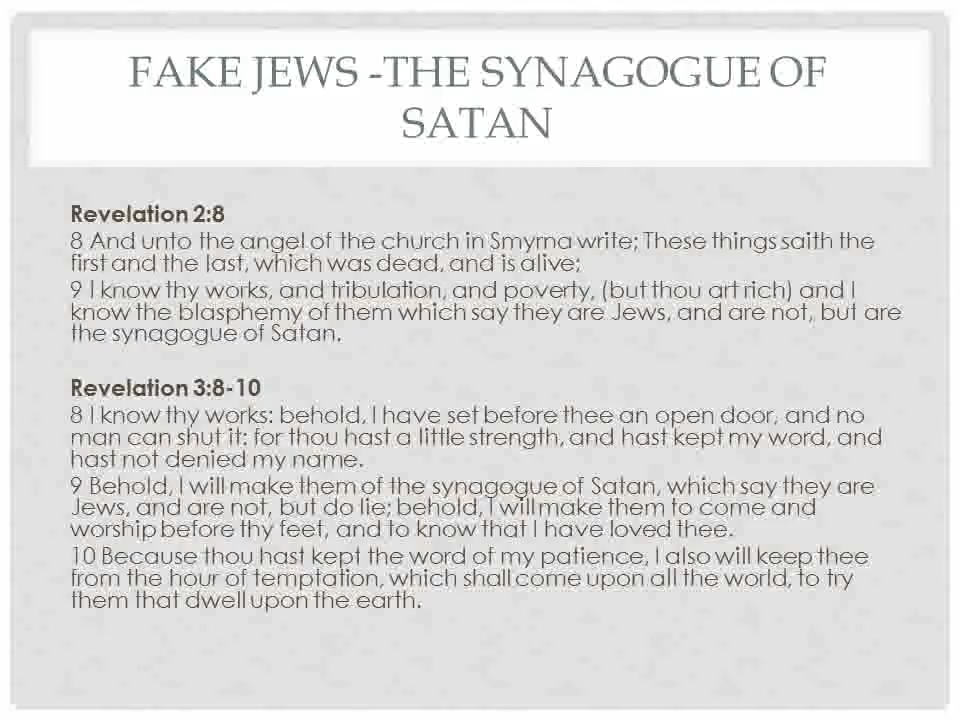 FAKE JEWS -THE SYNAGOGUE OF
SATAN
Revelation 2:8
8 And unto the angel of the church in Smyrna write; These things saith the
first and the last, which was dead, and is alive;
9 I know thy works, and tribulation, and poverty, (but thou art rich) and I
know the blasphemy of them which say they are Jews, and are not, but are
the synagogue of Satan.
Revelation 3:8-10
8 I know thy works: behold, I have set before thee an open door, and no
man can shut it: for thou hast a little strength, and hast kept my word, and
hast not denied my name.
9 Behold, I will make them of the synagogue of Satan, which say they are
Jews, and are not, but do lie; behold, I will make them to come and
worship before thy feet, and to know that I have loved thee.
10 Because thou hast kept the word of my patience, I also will keep thee
from the hour of temptation, which shall come upon all the world, to try
them that dwell upon the earth.